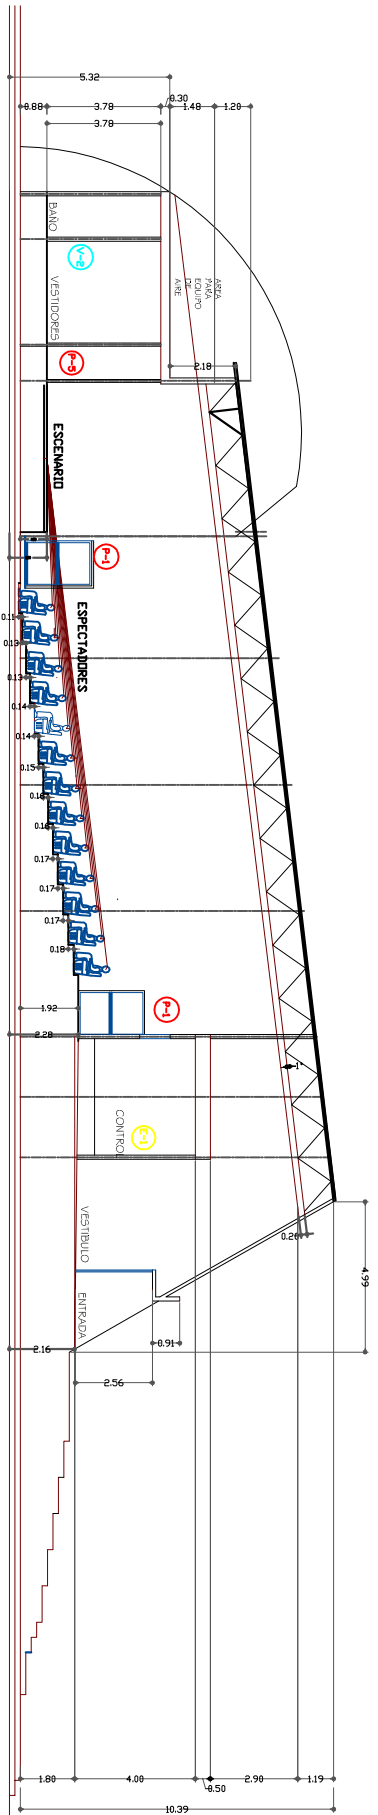 5.32
0.88
3.78
0.30
1.48
1.20
3.78
BAÑO
V-2
VESTIDORES
AREA
PARA
EQUIPO
DE
AIRE
2.18
P-5
ESCENARIO
P-1
ESPECTADORES
0.11
0.13
0.13
0.14
0.14
0.15
0.16
0.16
0.17
0.17
0.17
0.18
1.92
P-1
2.28
1"
CONTROL
VESTIBULO
0.20
4.99
ENTRADA
2.16
0.91
2.56
1.80
4.00
0.50
2.90
1.19
10.39